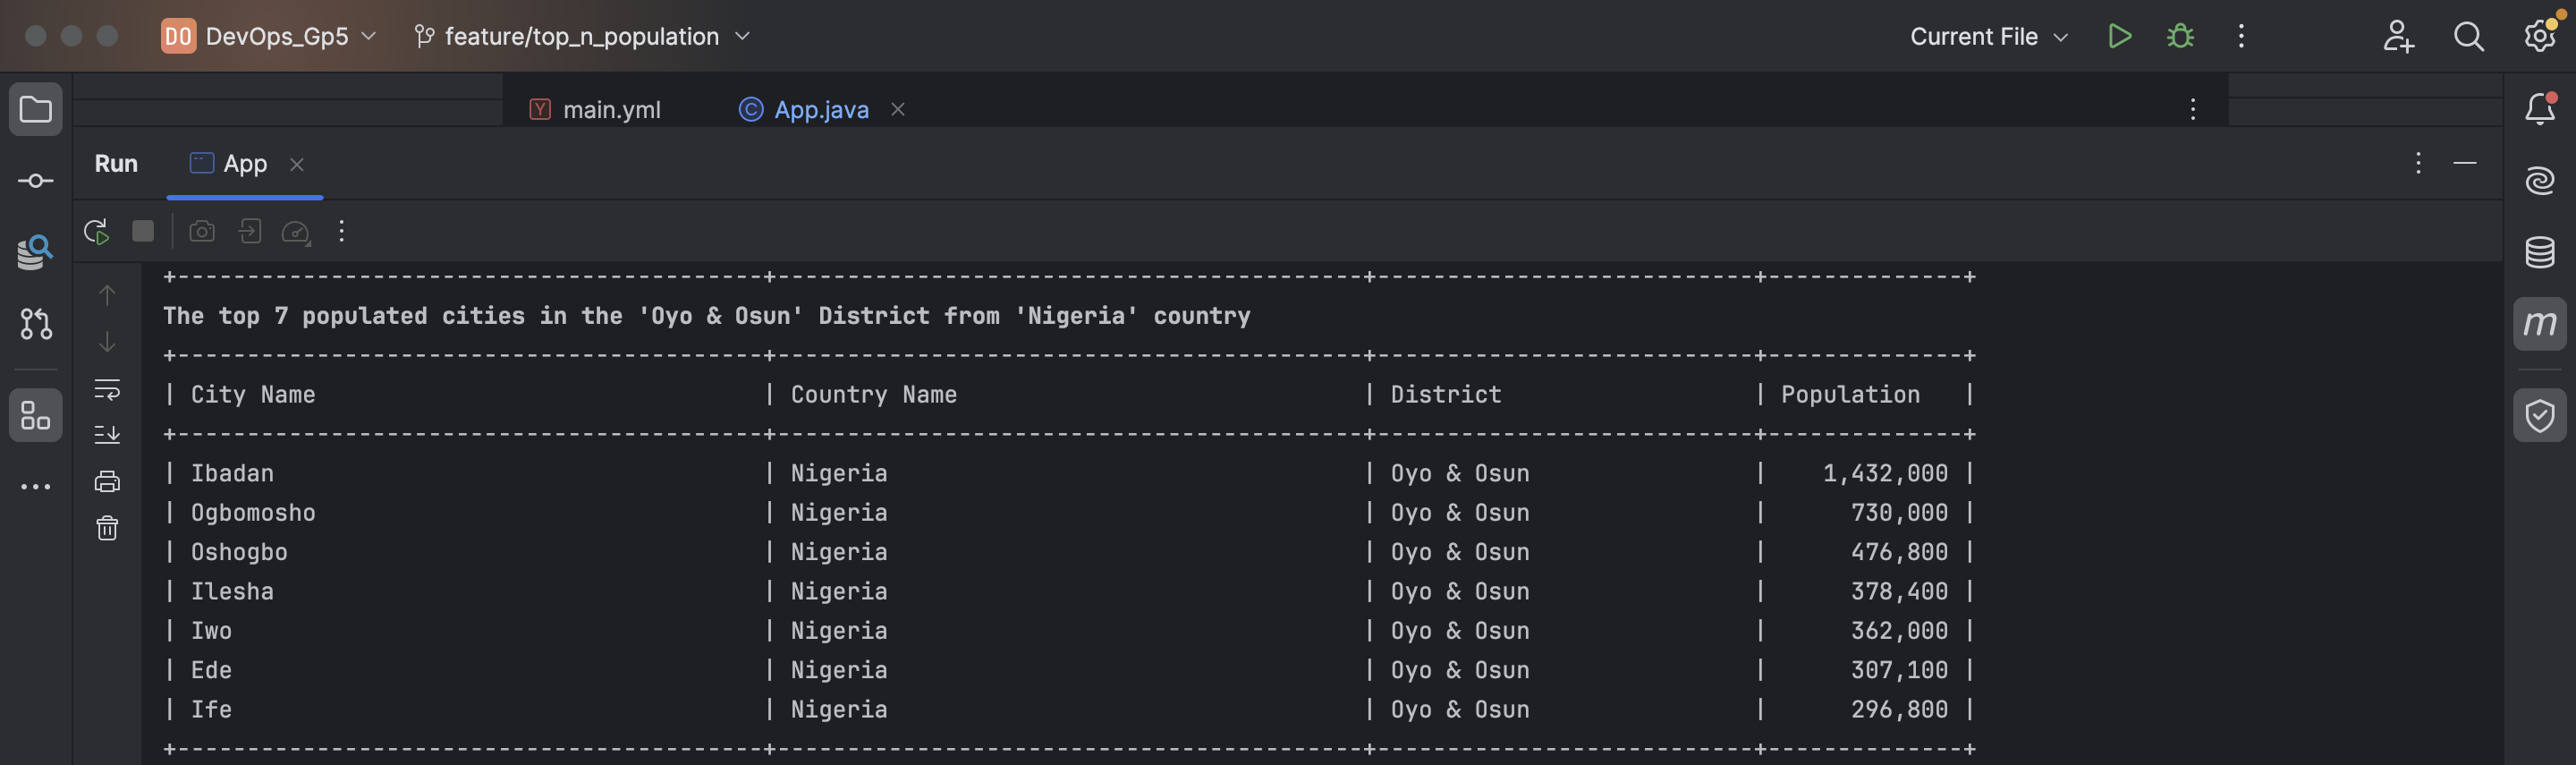 DO DevOps_Gp5 feature/top_n_population Current File
main.yml App.java
Run App
+------------------------------------------+------------------------------------------+---------------------------+--------------+
The top 7 populated cities in the 'Oyo & Osun' District from 'Nigeria' country
+------------------------------------------+------------------------------------------+---------------------------+--------------+
| City Name | Country Name | District | Population |
+------------------------------------------+------------------------------------------+---------------------------+--------------+
| Ibadan | Nigeria | Oyo & Osun | 1,432,000 |
| Ogbomosho | Nigeria | Oyo & Osun | 730,000 |
| Oshogbo | Nigeria | Oyo & Osun | 476,800 |
| Ilesha | Nigeria | Oyo & Osun | 378,400 |
| Iwo | Nigeria | Oyo & Osun | 362,000 |
| Ede | Nigeria | Oyo & Osun | 307,100 |
| Ife | Nigeria | Oyo & Osun | 296,800 |
+------------------------------------------+------------------------------------------+---------------------------+--------------+